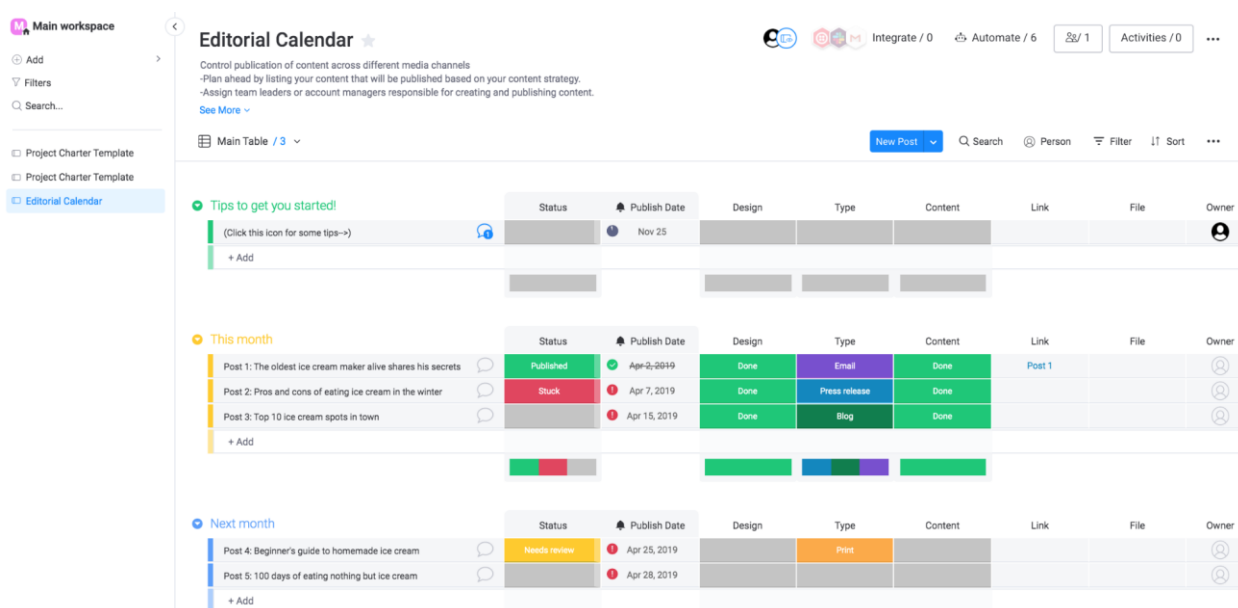 M Main workspace
Add
Filters
Search...
Project Charter Template
Project Charter Template
Editorial Calendar
Editorial Calendar
Integrate / 0
Automate / 6
/ 1
Activities / 0
Control publication of content across different media channels
-Plan ahead by listing your content that will be published based on your content strategy.
-Assign team leaders or account managers responsible for creating and publishing content.
See More
Main Table / 3
New Post
Search
Person
Filter
Sort
Tips to get you started!
Status
Publish Date
Design
Type
Content
Link
File
Owner
(Click this icon for some tips-->)
1
Nov 25
+ Add
This month
Status
Publish Date
Design
Type
Content
Link
File
Owner
Post 1: The oldest ice cream maker alive shares his secrets
Published
Apr 2, 2019
Done
Email
Done
Post 1
Post 2: Pros and cons of eating ice cream in the winter
Stuck
Apr 7, 2019
Done
Press release
Done
Post 3: Top 10 ice cream spots in town
Apr 15, 2019
Done
Blog
Done
+ Add
Next month
Status
Publish Date
Design
Type
Content
Link
File
Owner
Post 4: Beginner's guide to homemade ice cream
Needs review
Apr 25, 2019
Print
Post 5: 100 days of eating nothing but ice cream
Apr 28, 2019
+ Add